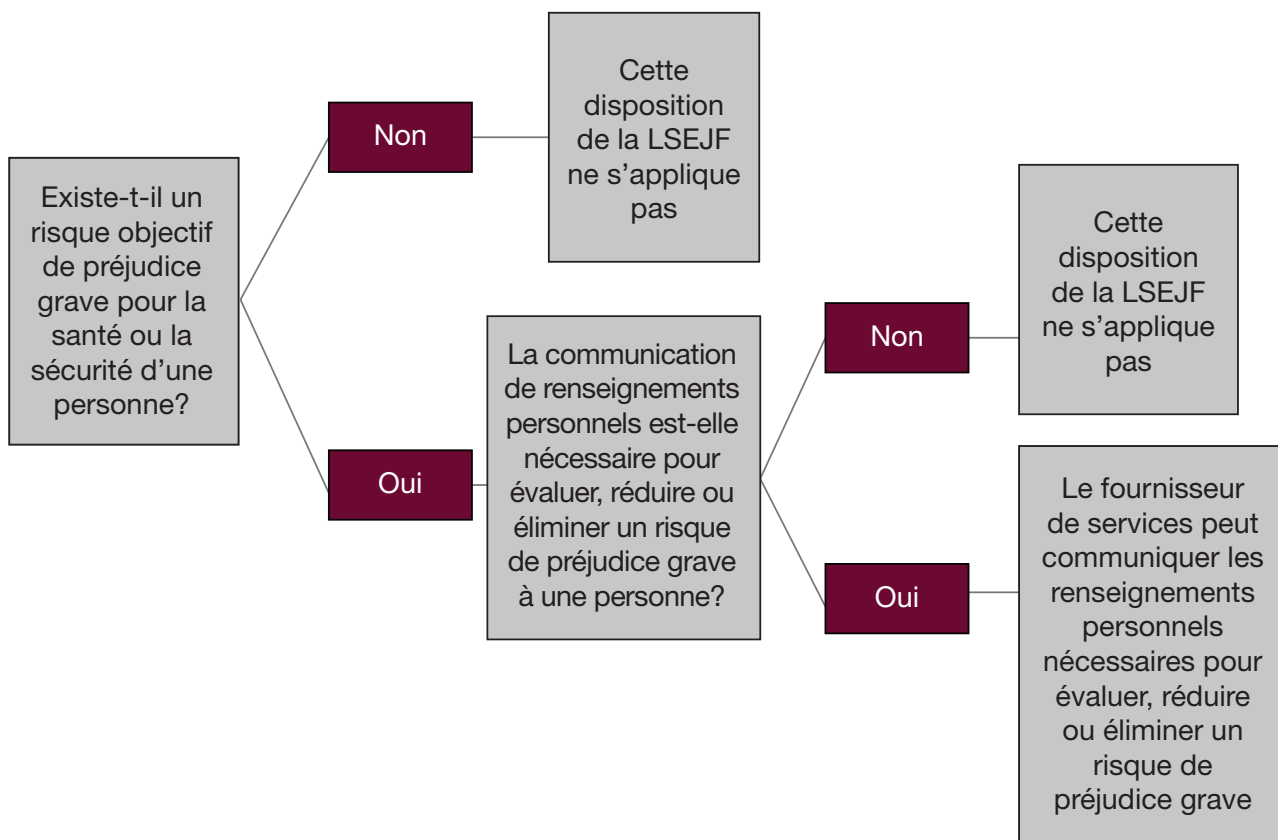 Existe-t-il un
risque objectif
de préjudice
grave pour la
santé ou la
sécurité d’une
personne?
Non
Cette
disposition
de la LSEJF
ne s’applique
pas
Oui
La communication
de renseignements
personnels est-elle
nécessaire pour
évaluer, réduire ou
éliminer un risque
de préjudice grave
à une personne?
Non
Cette
disposition
de la LSEJF
ne s’applique
pas
Oui
Le fournisseur
de services peut
communiquer les
renseignements
personnels
nécessaires pour
évaluer, réduire
ou éliminer un
risque de
préjudice grave